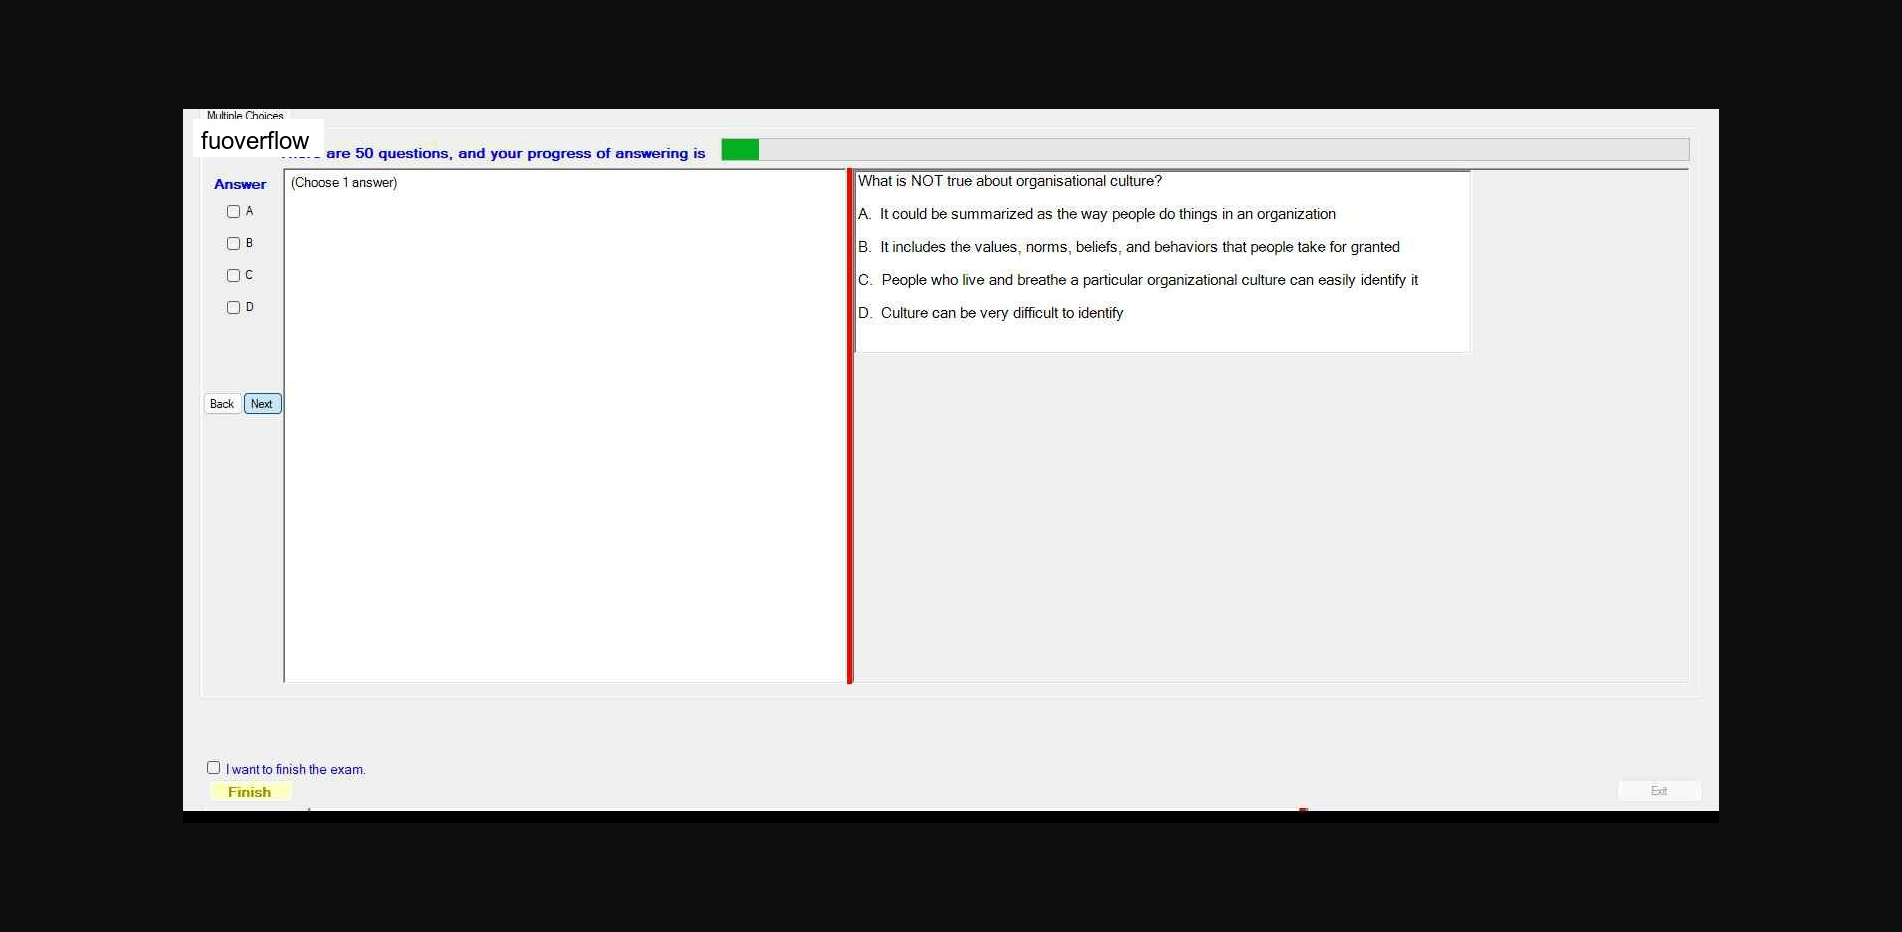 Multiple Choices
fuoverflow
are 50 questions, and your progress of answering is
Answer
(Choose 1 answer)
A
B
C
D
Back Next
What is NOT true about organisational culture?
A. It could be summarized as the way people do things in an organization
B. It includes the values, norms, beliefs, and behaviors that people take for granted
C. People who live and breathe a particular organizational culture can easily identify it
D. Culture can be very difficult to identify
I want to finish the exam.
Finish
Exit